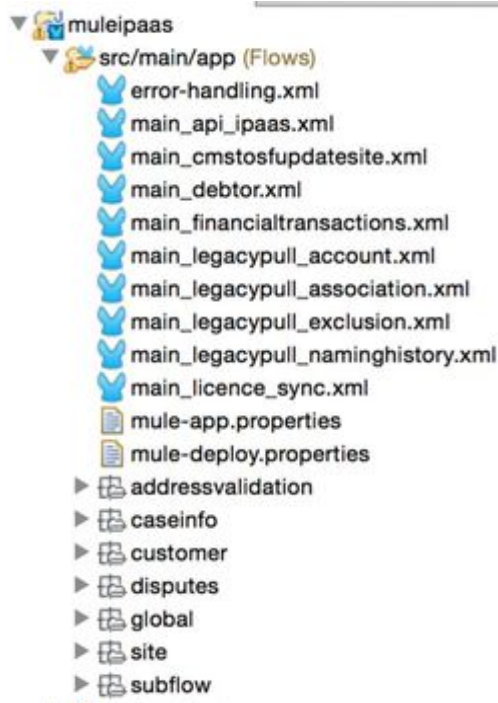 muleipaas
src/main/app (Flows)
error-handling.xml
main_api_ipaas.xml
main_cmstosfupdatesite.xml
main_debtor.xml
main_financialtransactions.xml
main_legacypull_account.xml
main_legacypull_association.xml
main_legacypull_exclusion.xml
main_legacypull_naminghistory.xml
main_licence_sync.xml
mule-app.properties
mule-deploy.properties
addressvalidation
caseinfo
customer
disputes
global
site
subflow